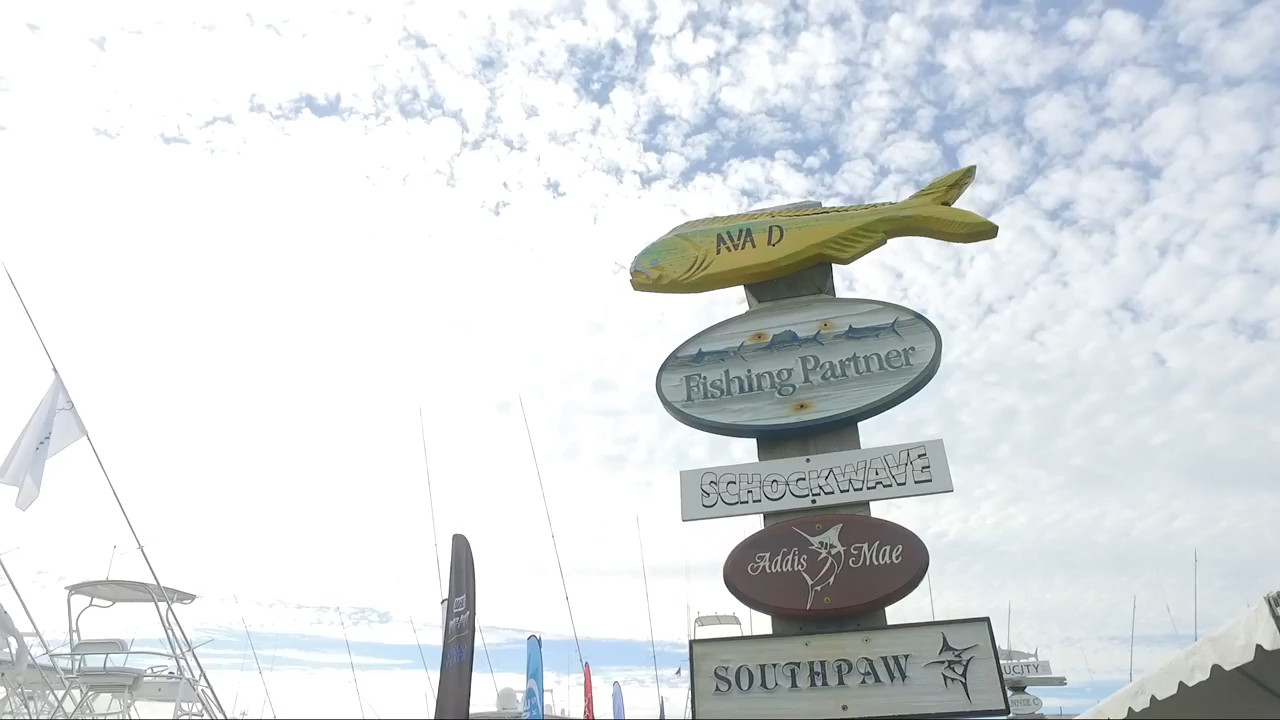 AVA D
Fishing Partner
SCHOCKWAVE
Addis Mae
SOUTHPAW